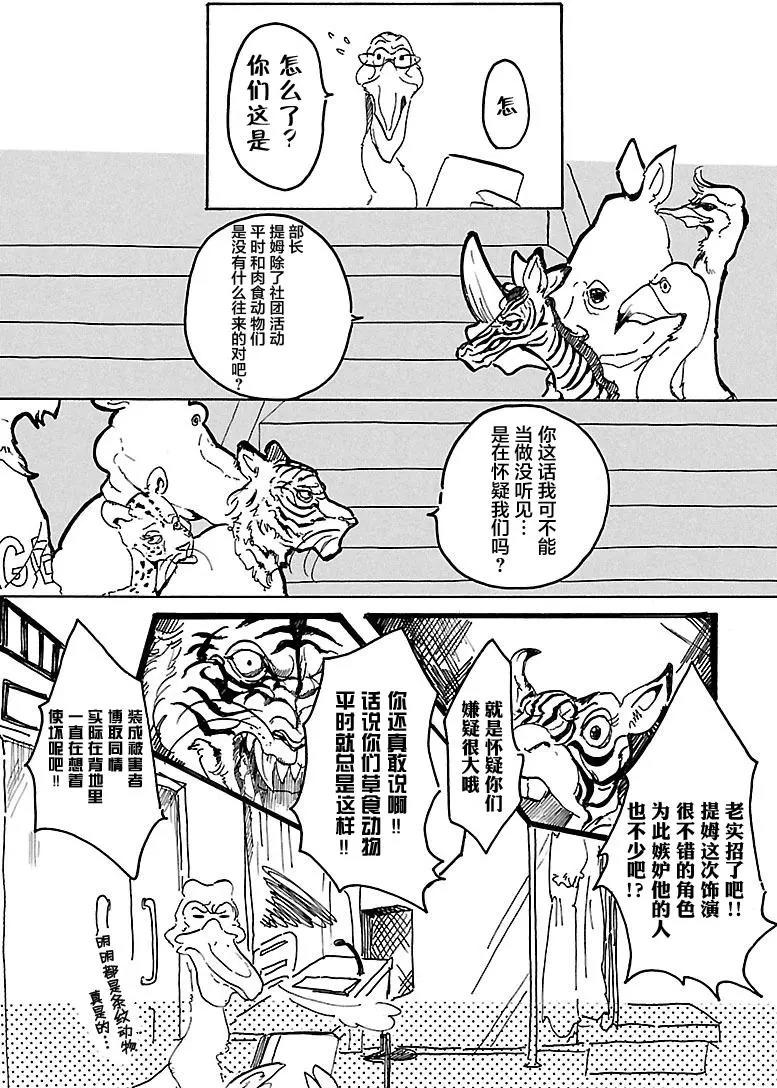 怎
怎么了?
你们这是
部长
提姆除了社团活动
平时和肉食动物们
是没有什么往来的对吧?
你这话我可不能
当做没听见…
是在怀疑我们吗?
老实招了吧!!
提姆这次饰演
很不错的角色
为此嫉妒他的人
也不少吧!?
就是怀疑你们
嫌疑很大哦
你还真敢说啊!!
话说你们草食动物
平时就总是这样!!
装成被害者
博取同情
实际在背地里
一直在想着
使坏呢吧!!
明明都是条纹动物
真是的…